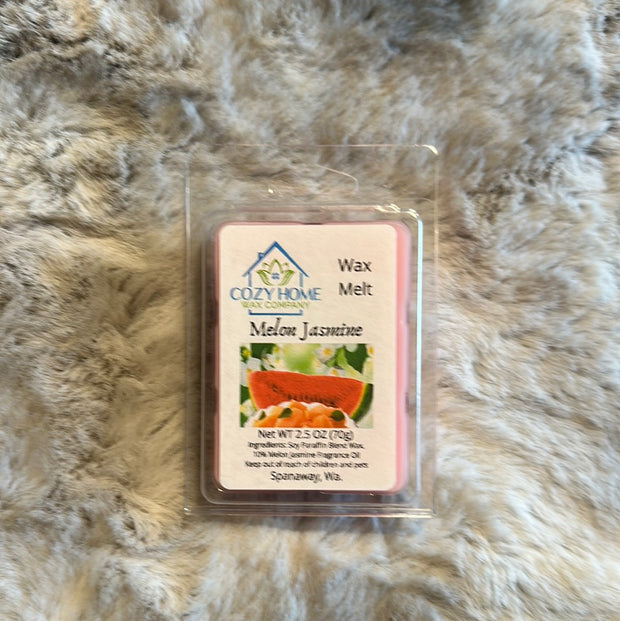 Wax
Melt
COZY HOME
WAX COMPANY
Melon Jasmine
Net WT 2.5 OZ (70g)
Ingredients: Soy Paraffin Blend Wax,
10% Melon Jasmine Fragrance Oil
Keep out of reach of children and pets
Spanaway, Wa.